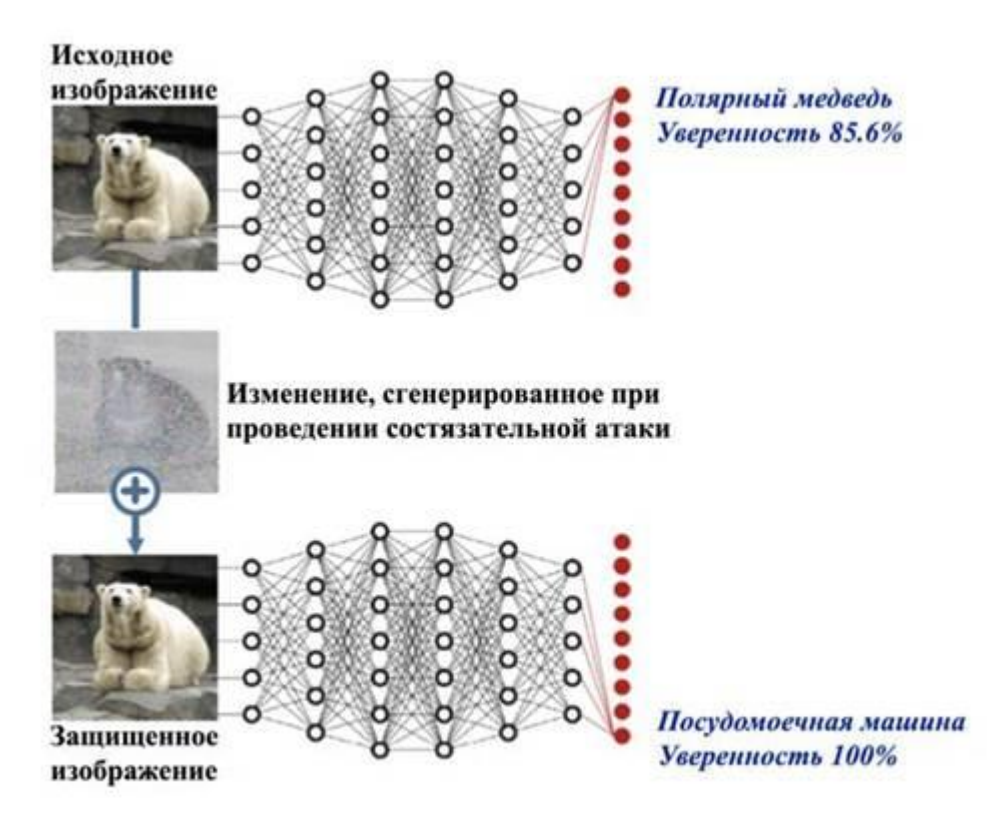 Исходное
изображение
Полярный медведь
Уверенность 85.6%
Изменение, сгенерированное при
проведении состязательной атаки
Защищенное
изображение
Посудомоечная машина
Уверенность 100%